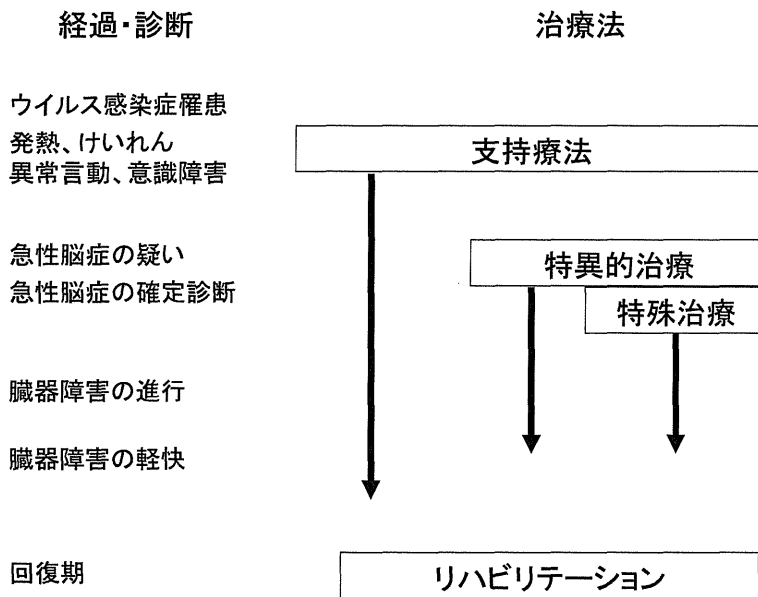 経過・診断
治療法
ウイルス感染症罹患
発熱、けいれん
異常言動、意識障害
支持療法
急性脳症の疑い
特異的治療
急性脳症の確定診断
特殊治療
臓器障害の進行
臓器障害の軽快
回復期
リハビリテーション